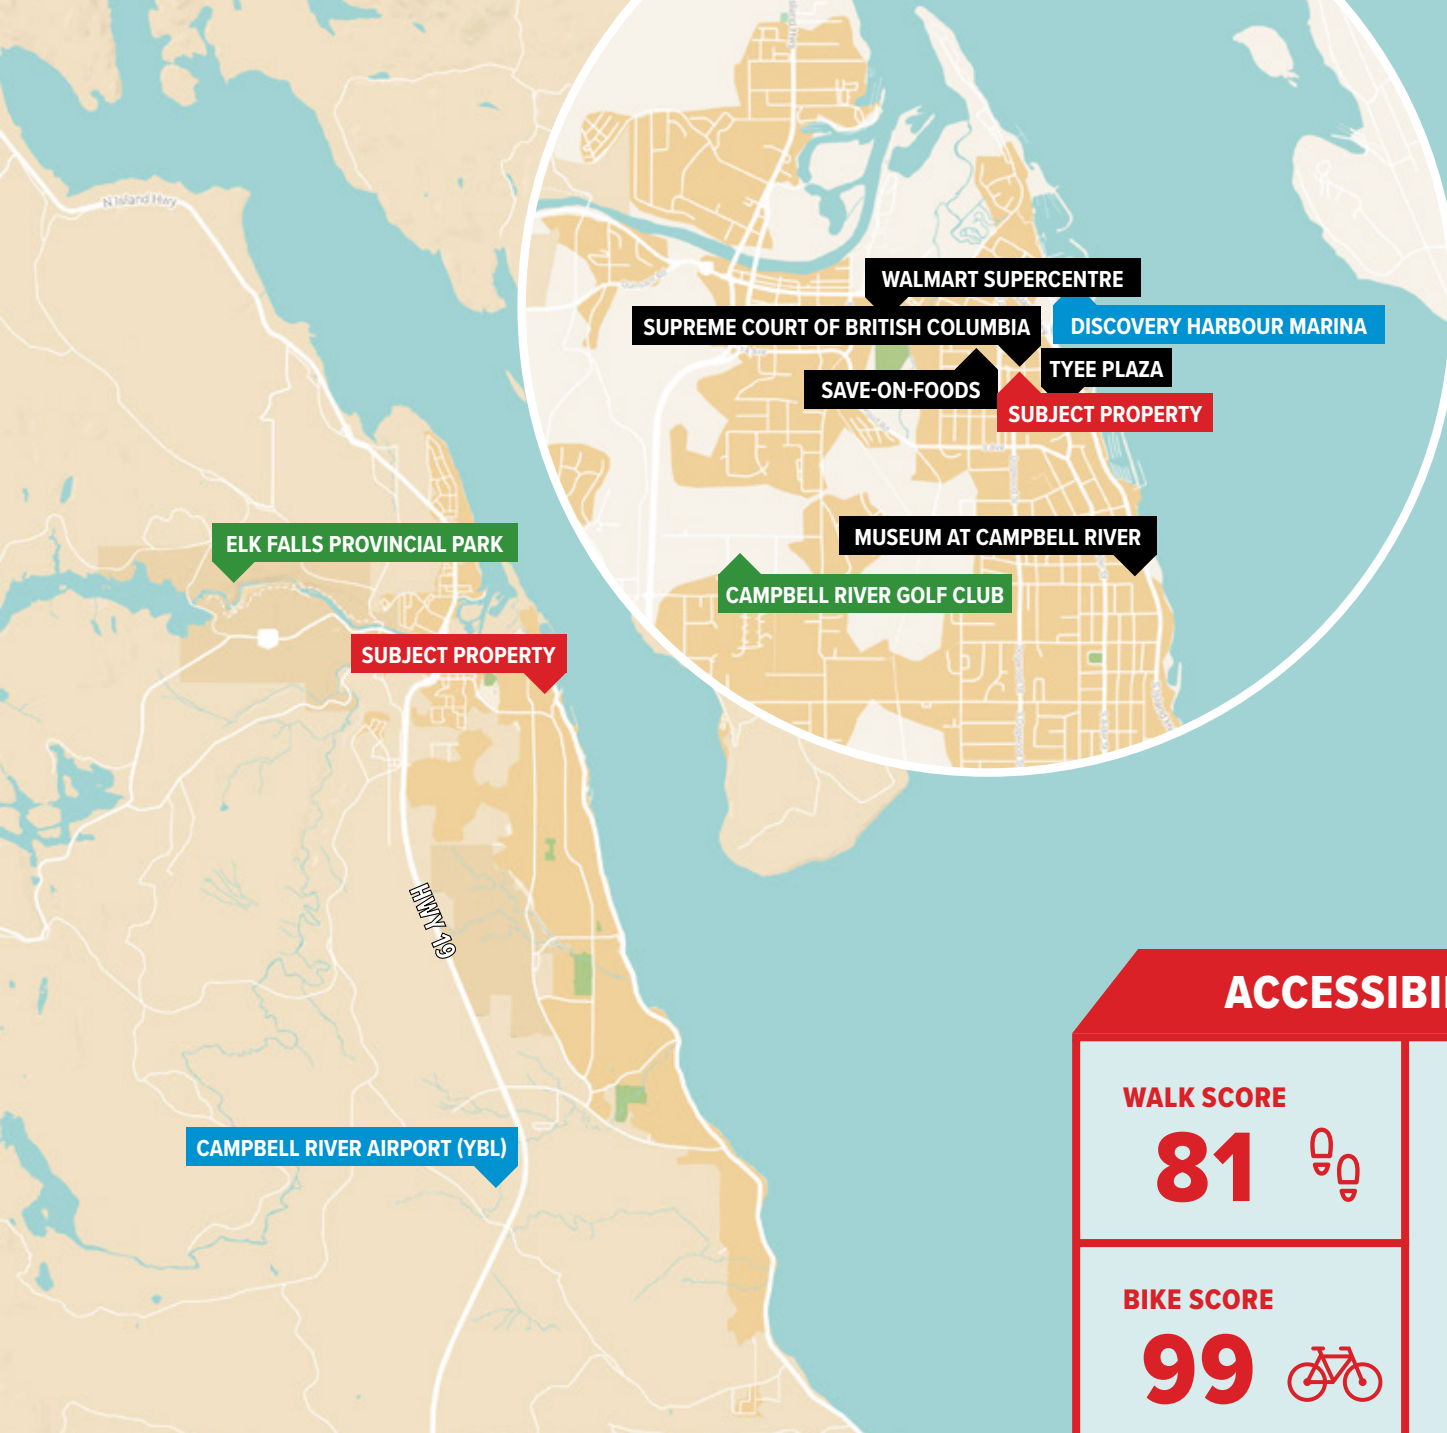 N Island Hwy
WALMART SUPERCENTRE
SUPREME COURT OF BRITISH COLUMBIA
DISCOVERY HARBOUR MARINA
TYEE PLAZA
SAVE-ON-FOODS
SUBJECT PROPERTY
MUSEUM AT CAMPBELL RIVER
CAMPBELL RIVER GOLF CLUB
ELK FALLS PROVINCIAL PARK
SUBJECT PROPERTY
HWY 19
CAMPBELL RIVER AIRPORT (YBL)
ACCESSIBI
WALK SCORE
81
BIKE SCORE
99